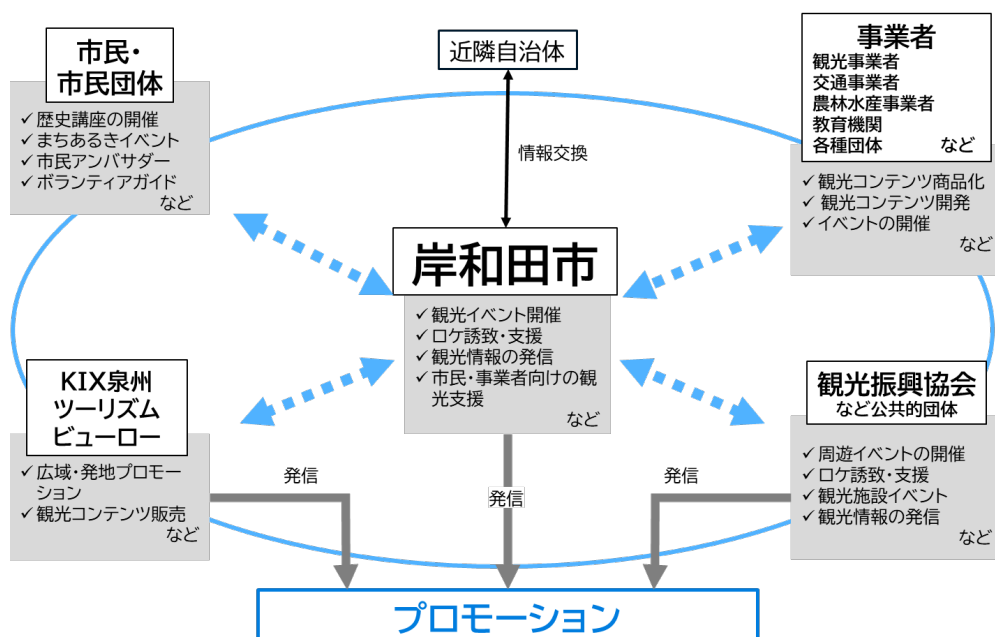 市民・
市民団体
✓歴史講座の開催
✓まちあるきイベント
✓市民アンバサダー
✓ボランティアガイド
など
近隣自治体
情報交換
事業者
観光事業者
交通事業者
農林水産事業者
教育機関
各種団体 など
✓観光コンテンツ商品化
✓観光コンテンツ開発
✓イベントの開催
など
岸和田市
✓観光イベント開催
✓ロケ誘致・支援
✓観光情報の発信
✓市民・事業者向けの観
光支援
など
KIX泉州
ツーリズム
ビューロー
✓広域・発地プロモー
ション
✓観光コンテンツ販売
など
観光振興協会
など公共的団体
✓周遊イベントの開催
✓ロケ誘致・支援
✓観光施設イベント
✓観光情報の発信
など
発信
発信
発信
プロモーション